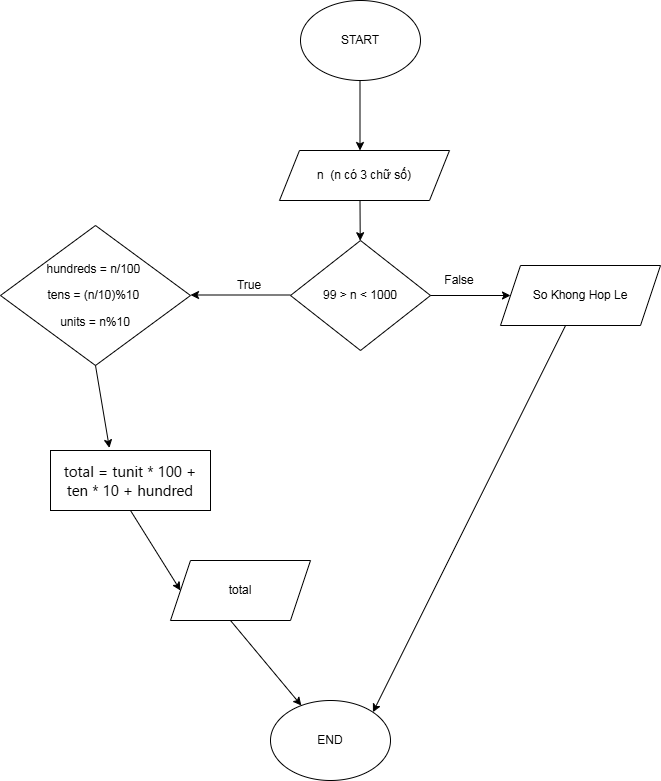 START
n (n có 3 chữ số)
99 > n < 1000
True
False
hundreds = n/100
tens = (n/10)%10
units = n%10
So Khong Hop Le
total = tunit * 100 +
ten * 10 + hundred
total
END